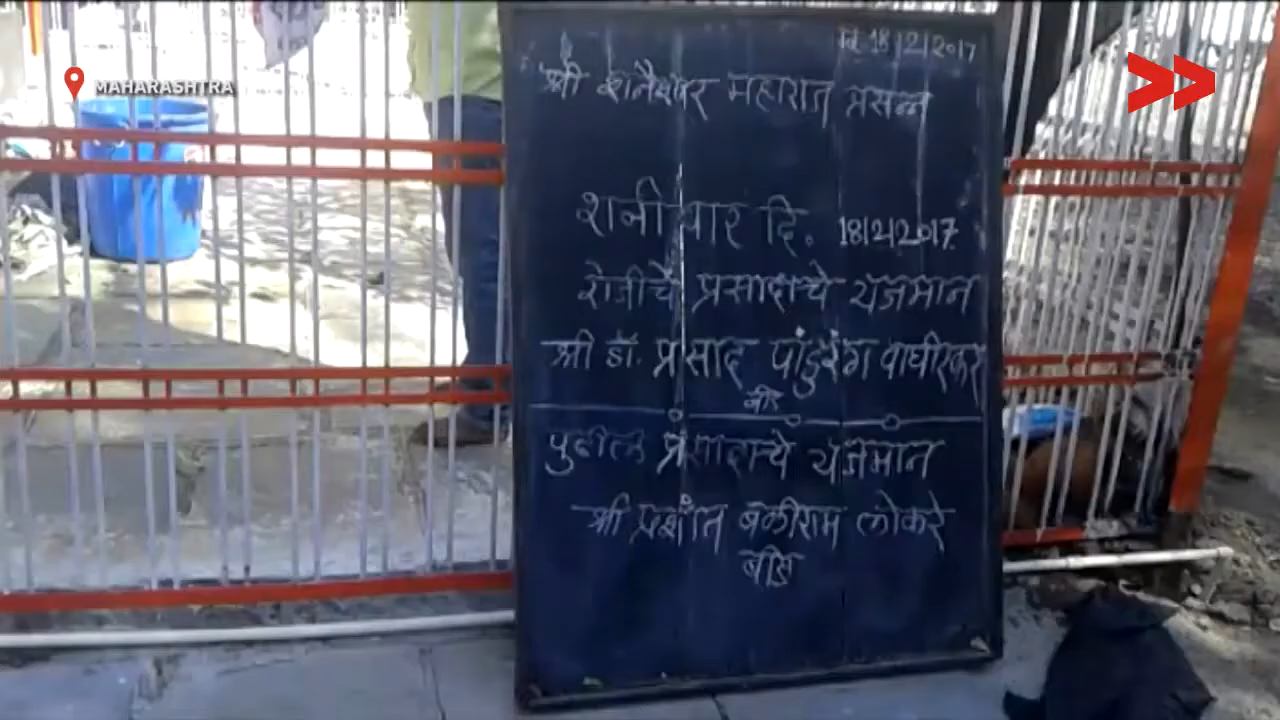 MAHARASHTRA
दि 18/2/2017
श्री शनैश्वर महाराज प्रसन्न
शनीवार दि. 18/2/2017
रोजीचे प्रसादाचे यजमान
श्री डॉ. प्रसाद पांडुरंग वाघीरकर
बीड
पुढील प्रसादाचे यजमान
श्री प्रशांत बळीराम लोकरे
बीड